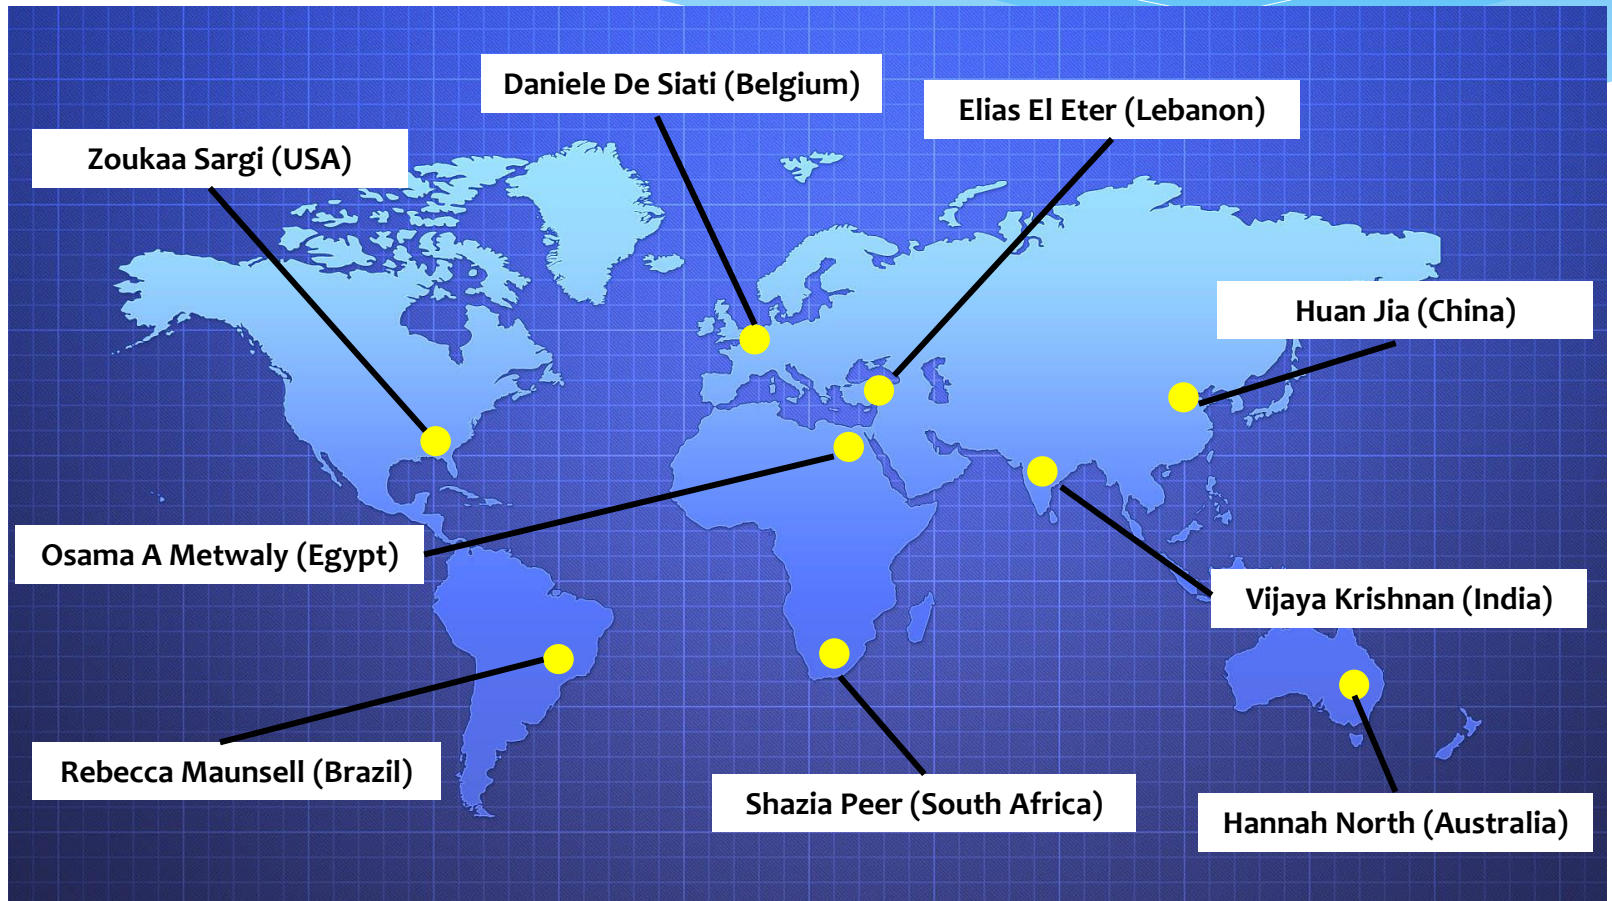 Daniele De Siati (Belgium)
Elias El Eter (Lebanon)
Zoukaa Sargi (USA)
Huan Jia (China)
Osama A Metwaly (Egypt)
Vijaya Krishnan (India)
Rebecca Maunsell (Brazil)
Shazia Peer (South Africa)
Hannah North (Australia)